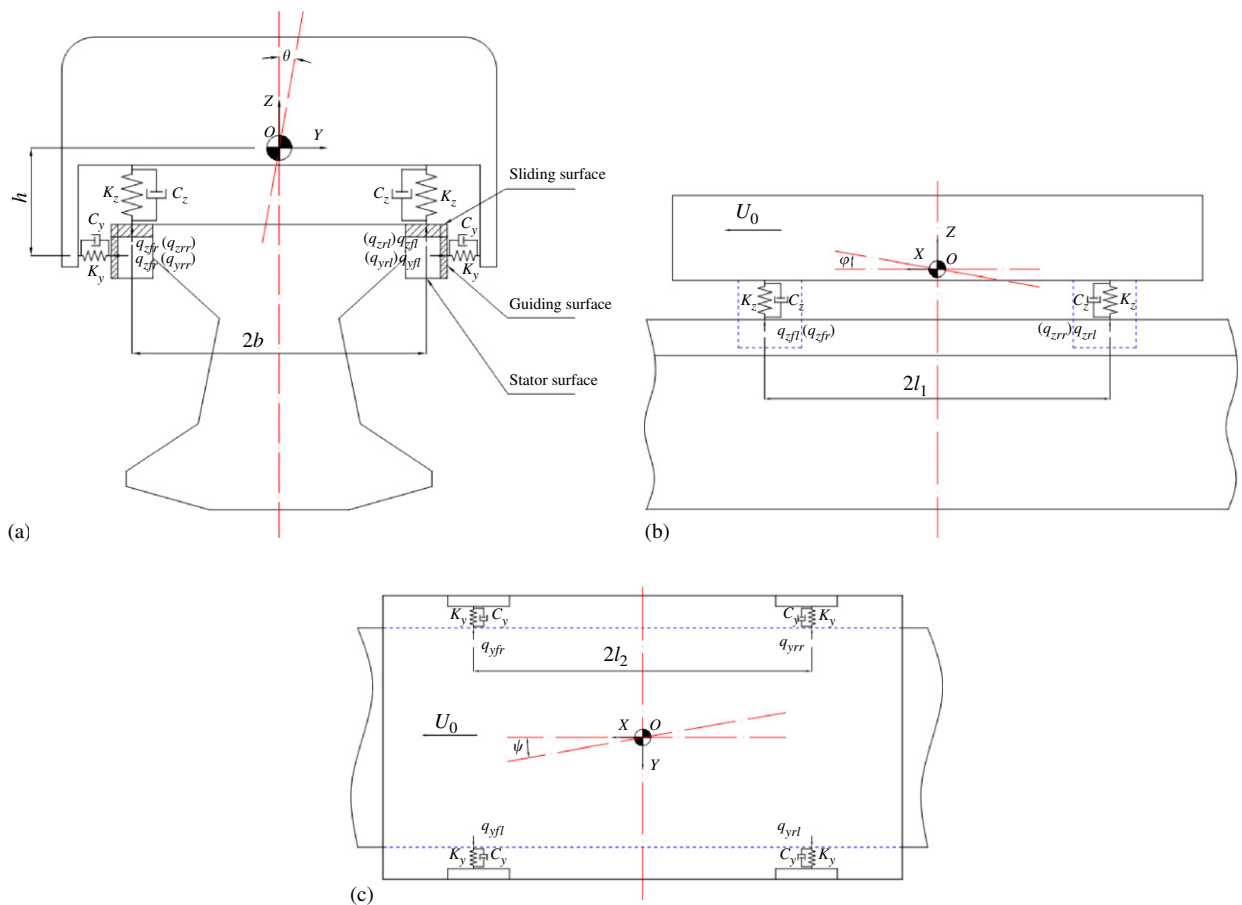 θ
Z
O
Y
h
K_z
C_z
C_z
K_z
Sliding surface
C_y
C_y
q_zfr (q_zrr)
(q_zrl) q_zfl
q_zfr (q_yrr)
(q_yrl) q_yfl
K_y
K_y
Guiding surface
2b
Stator surface
(a)
U_0
Z
φ
X
O
K_z
C_z
C_z
K_z
q_zfl (q_zfr)
(q_zrr) q_zrl
2l_1
(b)
K_y
C_y
C_y
K_y
q_yfr
q_yrr
2l_2
U_0
X
O
ψ
Y
q_yfl
q_yrl
K_y
C_y
C_y
K_y
(c)